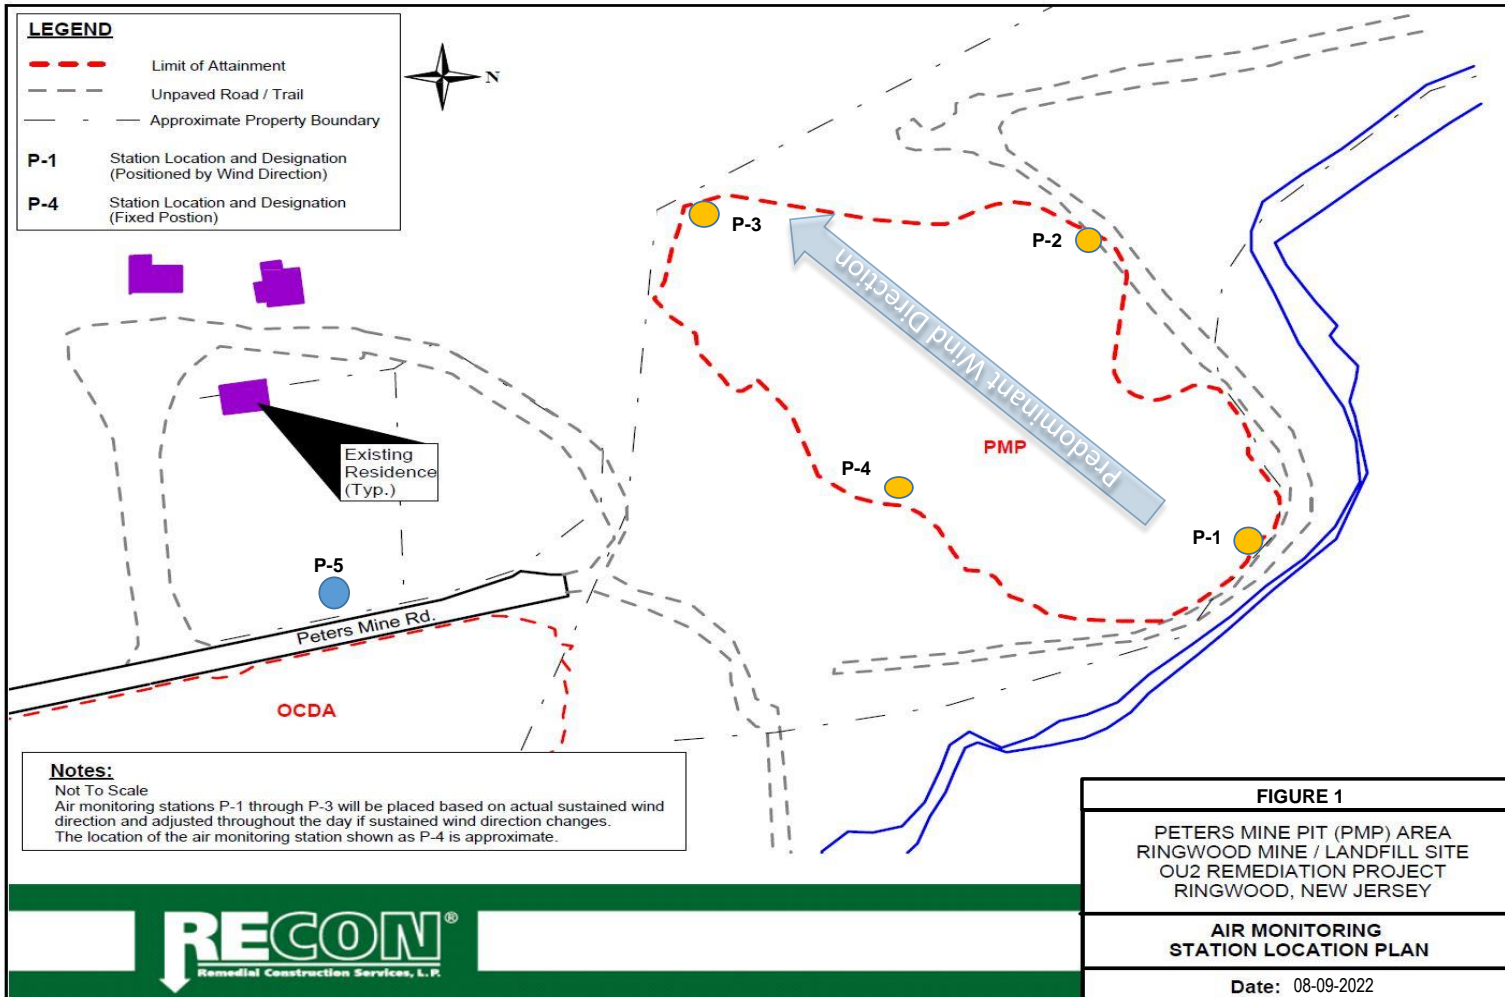 LEGEND
Limit of Attainment
Unpaved Road / Trail
Approximate Property Boundary
P-1 Station Location and Designation
(Positioned by Wind Direction)
P-4 Station Location and Designation
(Fixed Postion)
N
P-3
P-2
Predominant Wind Direction
PMP
P-4
P-1
Existing
Residence
(Typ.)
P-5
Peters Mine Rd.
OCDA
Notes:
Not To Scale
Air monitoring stations P-1 through P-3 will be placed based on actual sustained wind
direction and adjusted throughout the day if sustained wind direction changes.
The location of the air monitoring station shown as P-4 is approximate.
RECON®
Remedial Construction Services, L.P.
FIGURE 1
PETERS MINE PIT (PMP) AREA
RINGWOOD MINE / LANDFILL SITE
OU2 REMEDIATION PROJECT
RINGWOOD, NEW JERSEY
AIR MONITORING
STATION LOCATION PLAN
Date: 08-09-2022